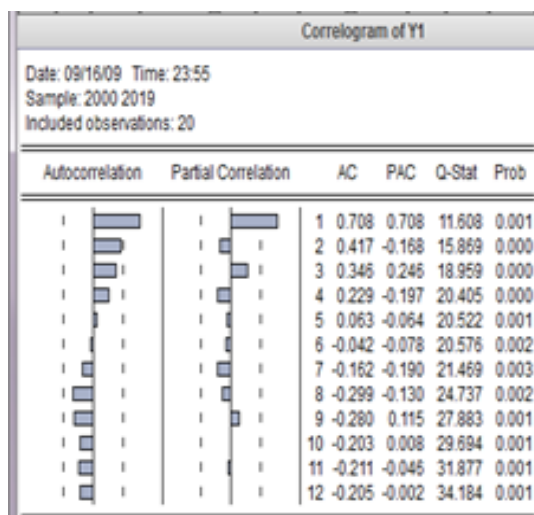 Correlogram of Y1
Date: 09/16/09 Time: 23:55
Sample: 2000 2019
Included observations: 20
Autocorrelation Partial Correlation AC PAC Q-Stat Prob
1 0.708 0.708 11.608 0.001
2 0.417 -0.168 15.869 0.000
3 0.346 0.246 18.959 0.000
4 0.229 -0.197 20.405 0.000
5 0.063 -0.064 20.522 0.001
6 -0.042 -0.078 20.576 0.002
7 -0.162 -0.190 21.469 0.003
8 -0.299 -0.130 24.737 0.002
9 -0.280 0.115 27.883 0.001
10 -0.203 0.008 29.694 0.001
11 -0.211 -0.046 31.877 0.001
12 -0.205 -0.002 34.184 0.001